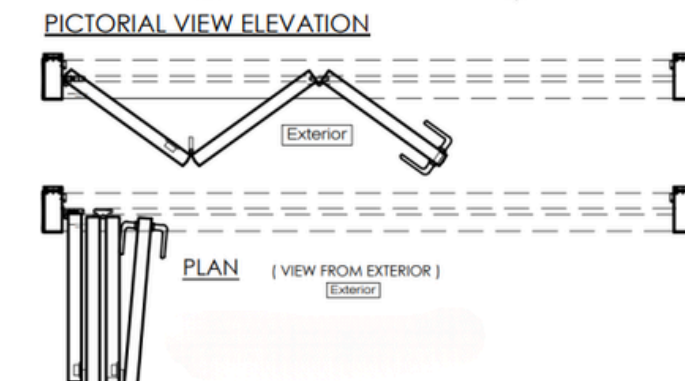 PICTORIAL VIEW ELEVATION
Exterior
PLAN ( VIEW FROM EXTERIOR )
Exterior